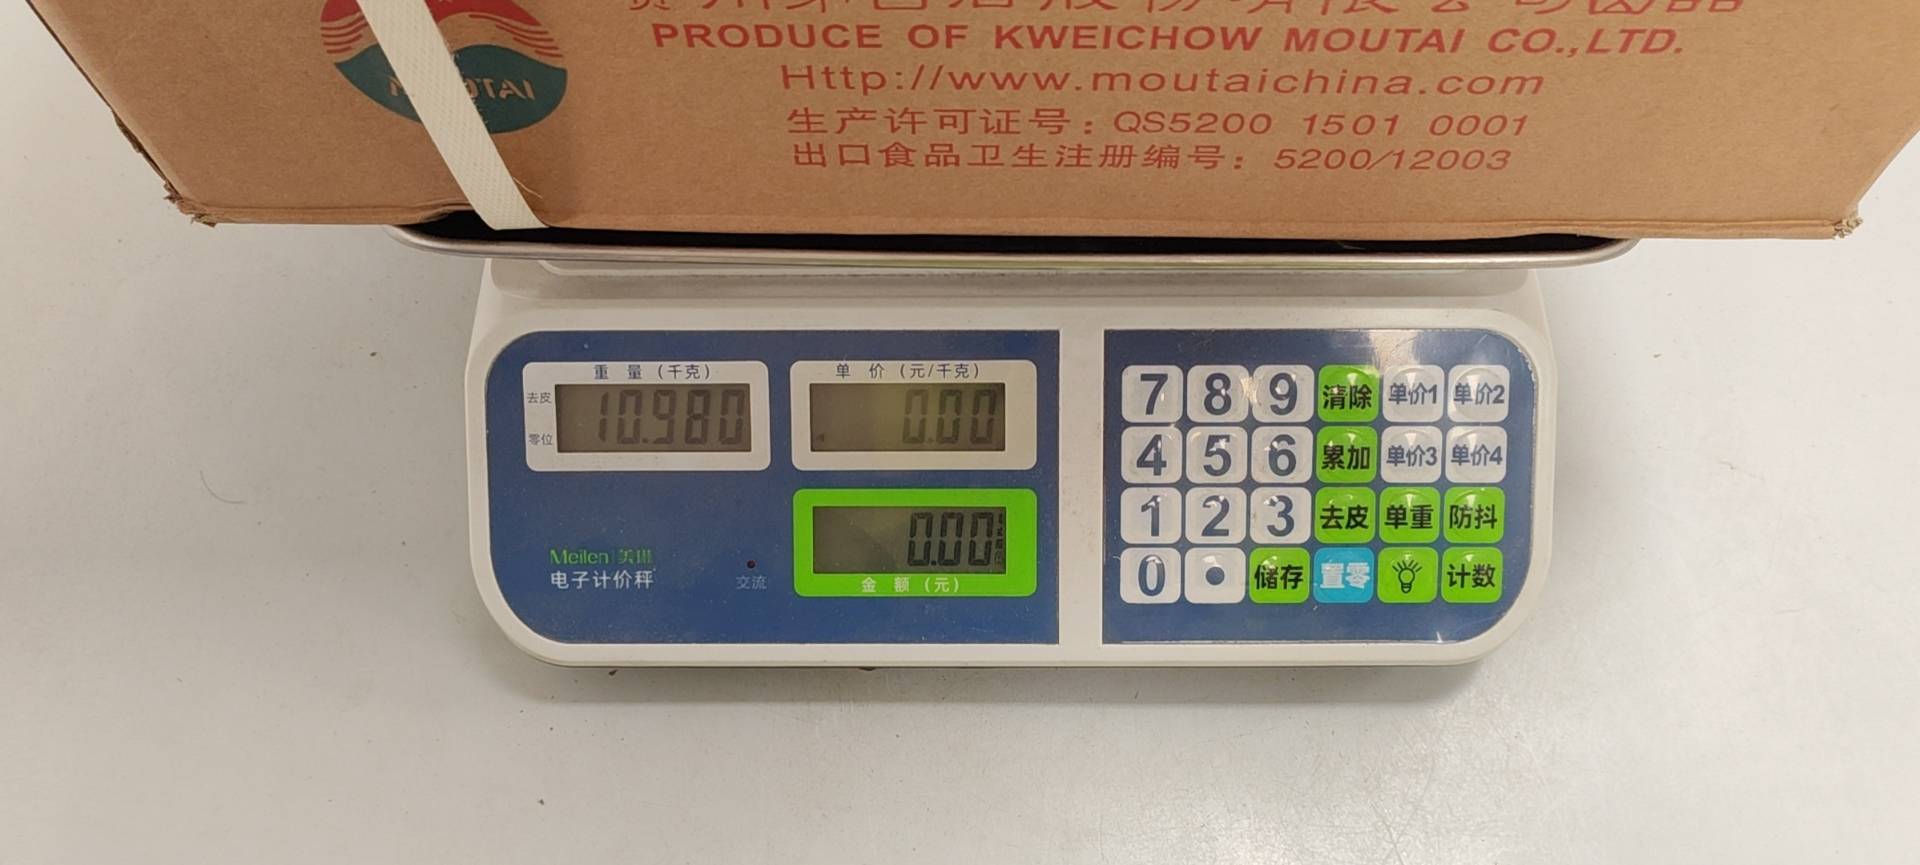 PRODUCE OF KWEICHOW MOUTAI CO.,LTD.
Http://www.moutaichina.com
生产许可证号：QS5200 1501 0001
出口食品卫生注册编号：5200/12003
重量（千克）
去皮
零位
10.980
单价（元/千克）
0.00
0.00
金额（元）
Meilen
电子计价秤
交流
7 8 9 清除 单价1 单价2
4 5 6 累加 单价3 单价4
1 2 3 去皮 单重 防抖
0 • 储存 置零 计数